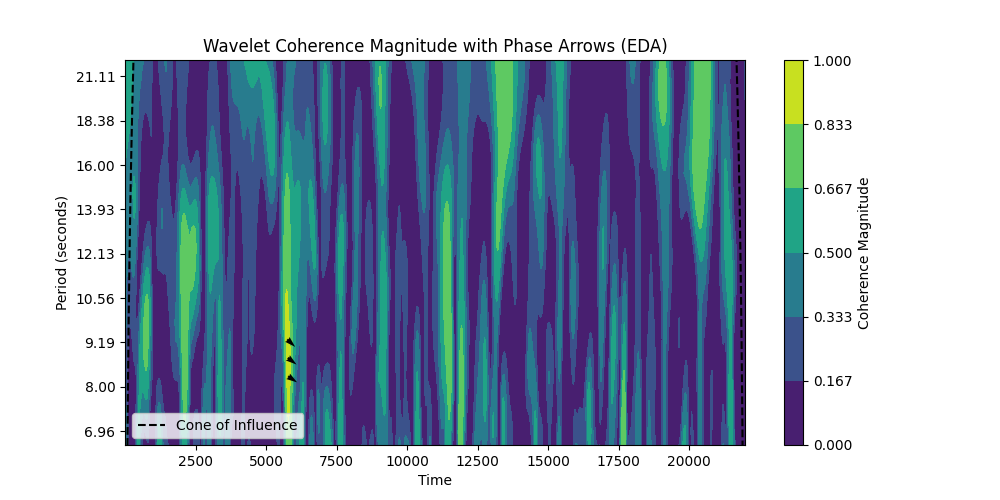 Wavelet Coherence Magnitude with Phase Arrows (EDA)
21.11
18.38
16.00
13.93
12.13
10.56
9.19
8.00
6.96
Period (seconds)
Cone of Influence
2500 5000 7500 10000 12500 15000 17500 20000
Time
1.000
0.833
0.667
0.500
0.333
0.167
0.000
Coherence Magnitude